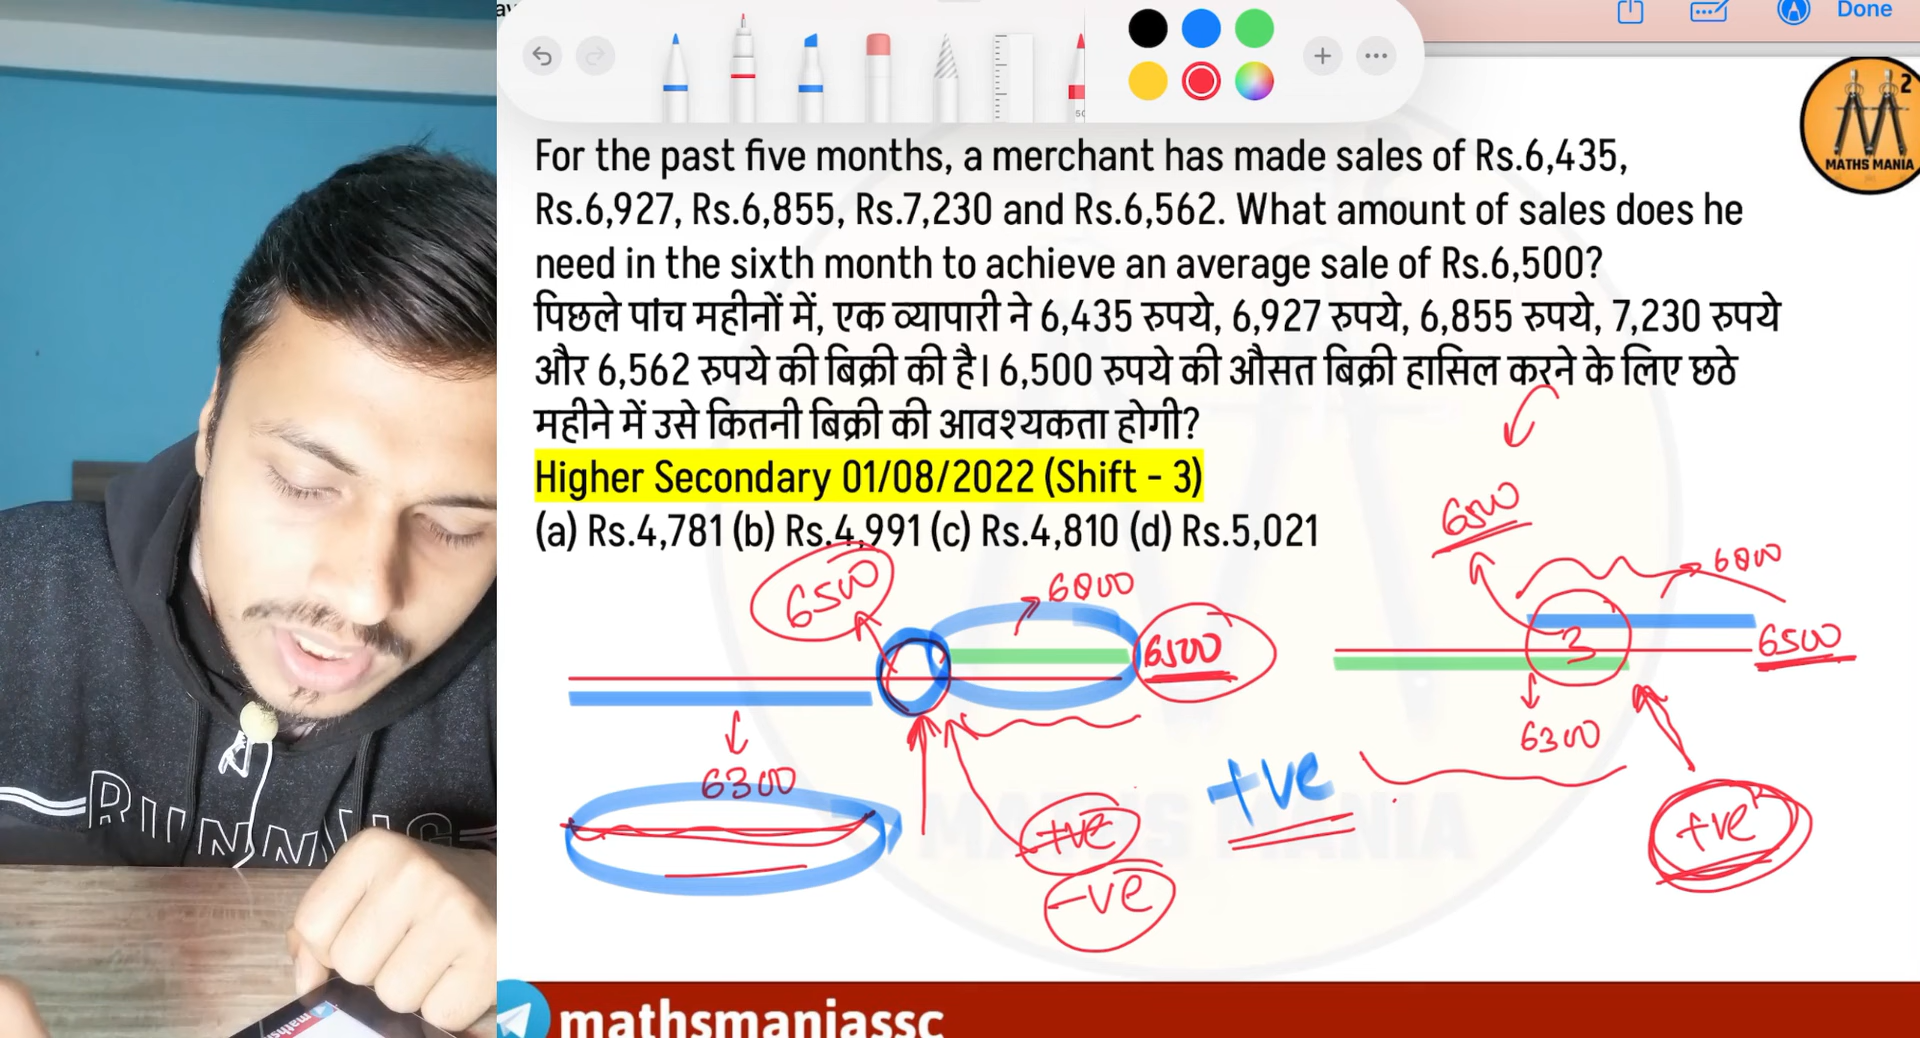 Done
2
MATHS MANIA
For the past five months, a merchant has made sales of Rs.6,435,
Rs.6,927, Rs.6,855, Rs.7,230 and Rs.6,562. What amount of sales does he
need in the sixth month to achieve an average sale of Rs.6,500?
पिछले पांच महीनों में, एक व्यापारी ने 6,435 रुपये, 6,927 रुपये, 6,855 रुपये, 7,230 रुपये
और 6,562 रुपये की बिक्री की है। 6,500 रुपये की औसत बिक्री हासिल करने के लिए छठे
महीने में उसे कितनी बिक्री की आवश्यकता होगी?
Higher Secondary 01/08/2022 (Shift - 3)
(a) Rs.4,781 (b) Rs.4,991 (c) Rs.4,810 (d) Rs.5,021
6500
6500 6800 6800
6500 3 6500
6300 6300
+ve +ve +ve
-ve
MATHS MANIA
mathsmaniassc